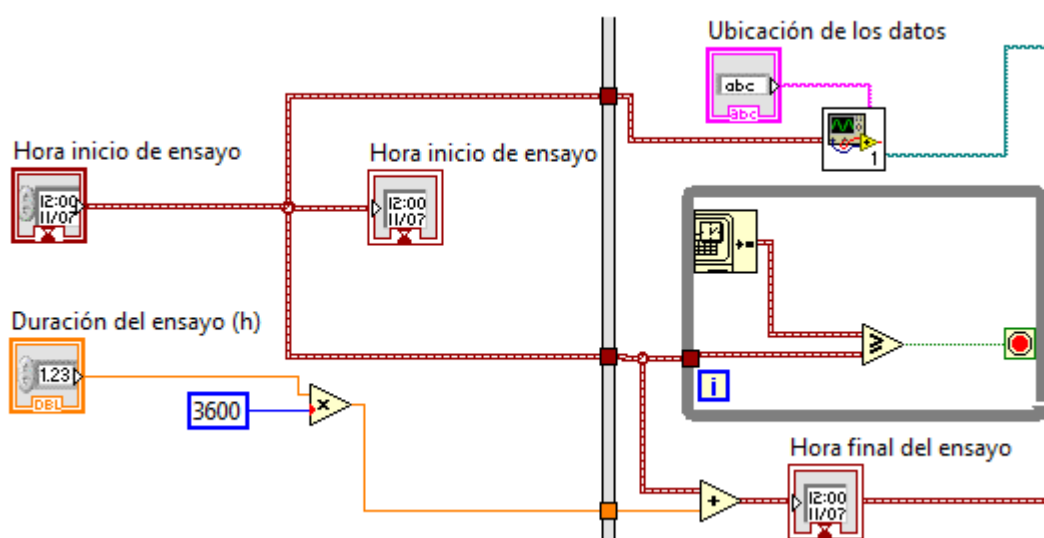 Ubicación de los datos
abc
abc
1
Hora inicio de ensayo
12:00
11/07
Hora inicio de ensayo
12:00
11/07
Duración del ensayo (h)
1.23
DBL
3600
×
≥
i
+
Hora final del ensayo
12:00
11/07